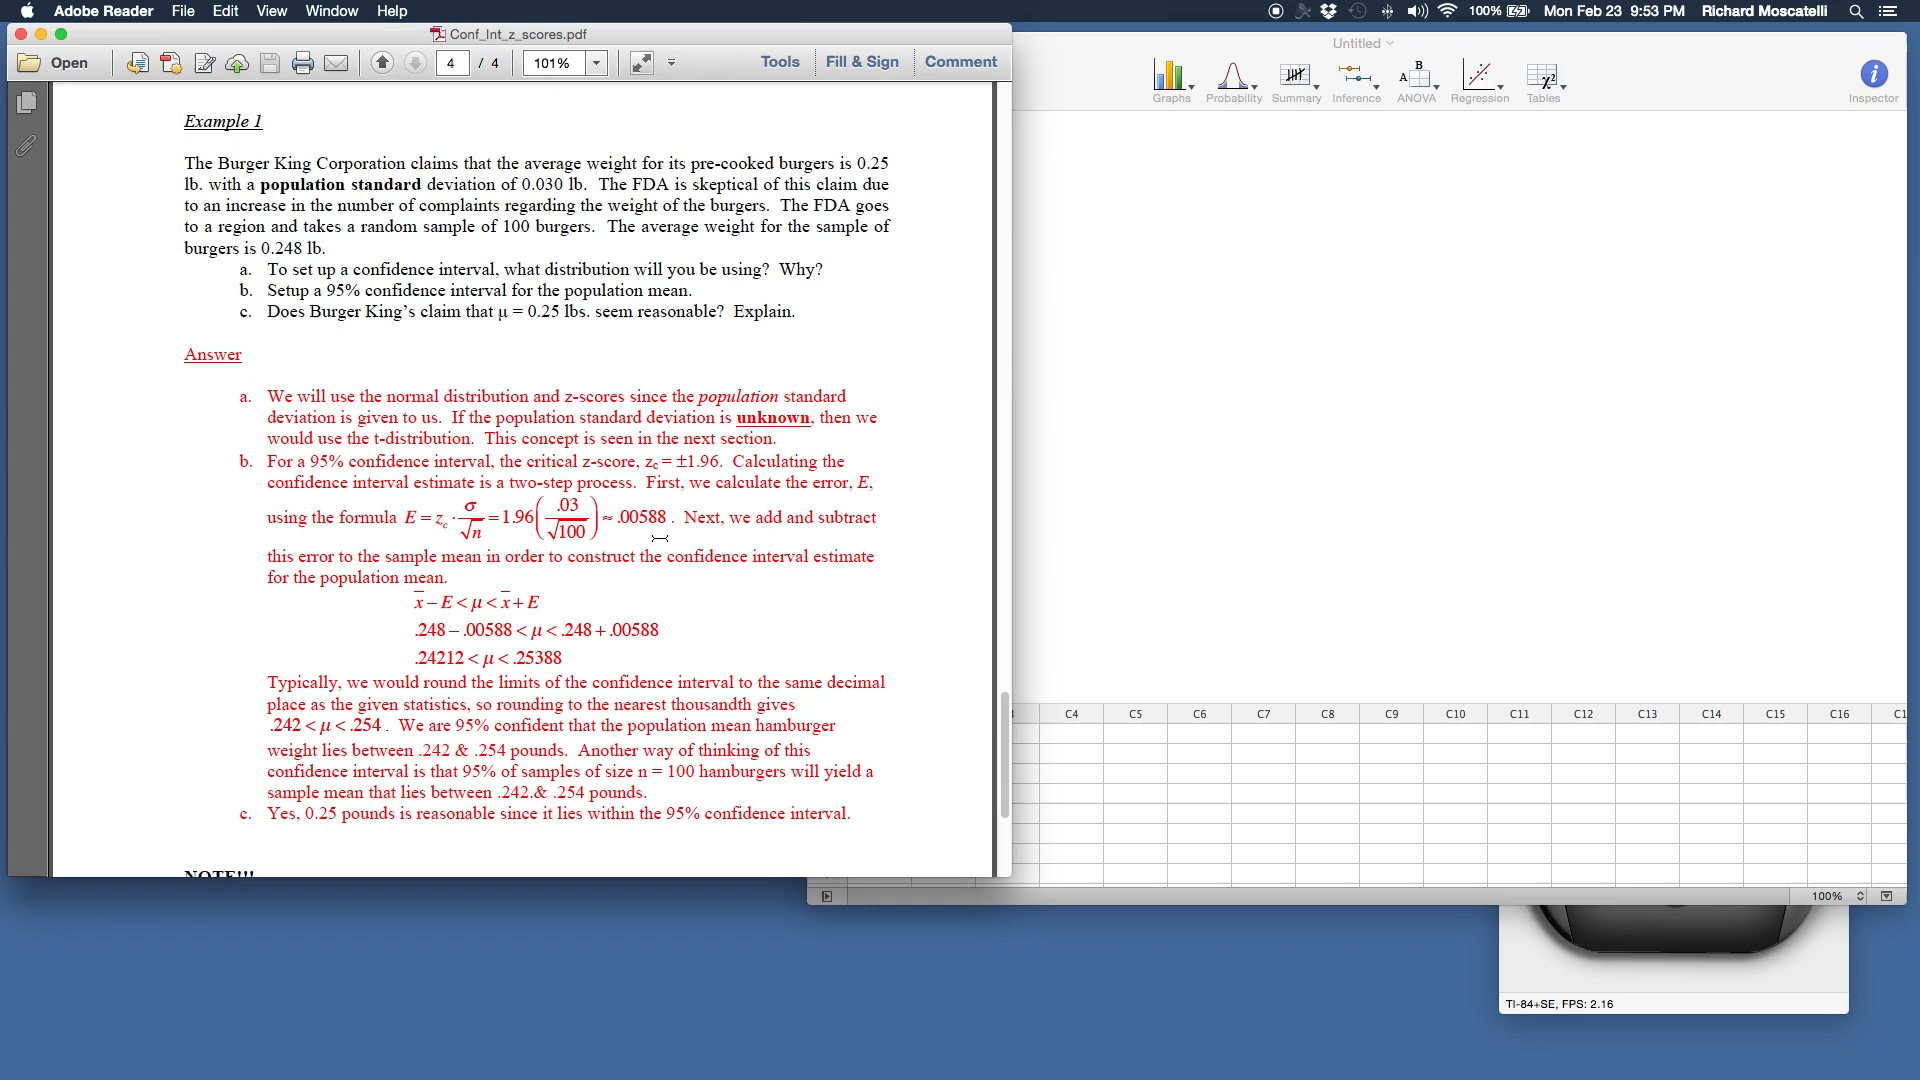 Adobe Reader File Edit View Window Help
100% Mon Feb 23 9:53 PM Richard Moscatelli
Conf_Int_z_scores.pdf
Open 4 / 4 101% Tools Fill & Sign Comment
Example 1
The Burger King Corporation claims that the average weight for its pre-cooked burgers is 0.25
lb. with a population standard deviation of 0.030 lb. The FDA is skeptical of this claim due
to an increase in the number of complaints regarding the weight of the burgers. The FDA goes
to a region and takes a random sample of 100 burgers. The average weight for the sample of
burgers is 0.248 lb.
a. To set up a confidence interval, what distribution will you be using? Why?
b. Setup a 95% confidence interval for the population mean.
c. Does Burger King's claim that μ = 0.25 lbs. seem reasonable? Explain.
Answer
a. We will use the normal distribution and z-scores since the population standard
deviation is given to us. If the population standard deviation is unknown, then we
would use the t-distribution. This concept is seen in the next section.
b. For a 95% confidence interval, the critical z-score, zc = ±1.96. Calculating the
confidence interval estimate is a two-step process. First, we calculate the error, E,
using the formula E = zc · σ/√n = 1.96(.03/√100) ≈ .00588. Next, we add and subtract
this error to the sample mean in order to construct the confidence interval estimate
for the population mean.
x̄ – E < μ < x̄ + E
.248 – .00588 < μ < .248 + .00588
.24212 < μ < .25388
Typically, we would round the limits of the confidence interval to the same decimal
place as the given statistics, so rounding to the nearest thousandth gives
.242 < μ < .254. We are 95% confident that the population mean hamburger
weight lies between .242 & .254 pounds. Another way of thinking of this
confidence interval is that 95% of samples of size n = 100 hamburgers will yield a
sample mean that lies between .242.& .254 pounds.
c. Yes, 0.25 pounds is reasonable since it lies within the 95% confidence interval.
NOTE!!!
Untitled
Graphs Probability Summary Inference ANOVA Regression Tables Inspector
C4 C5 C6 C7 C8 C9 C10 C11 C12 C13 C14 C15 C16
100%
TI-84+SE, FPS: 2.16